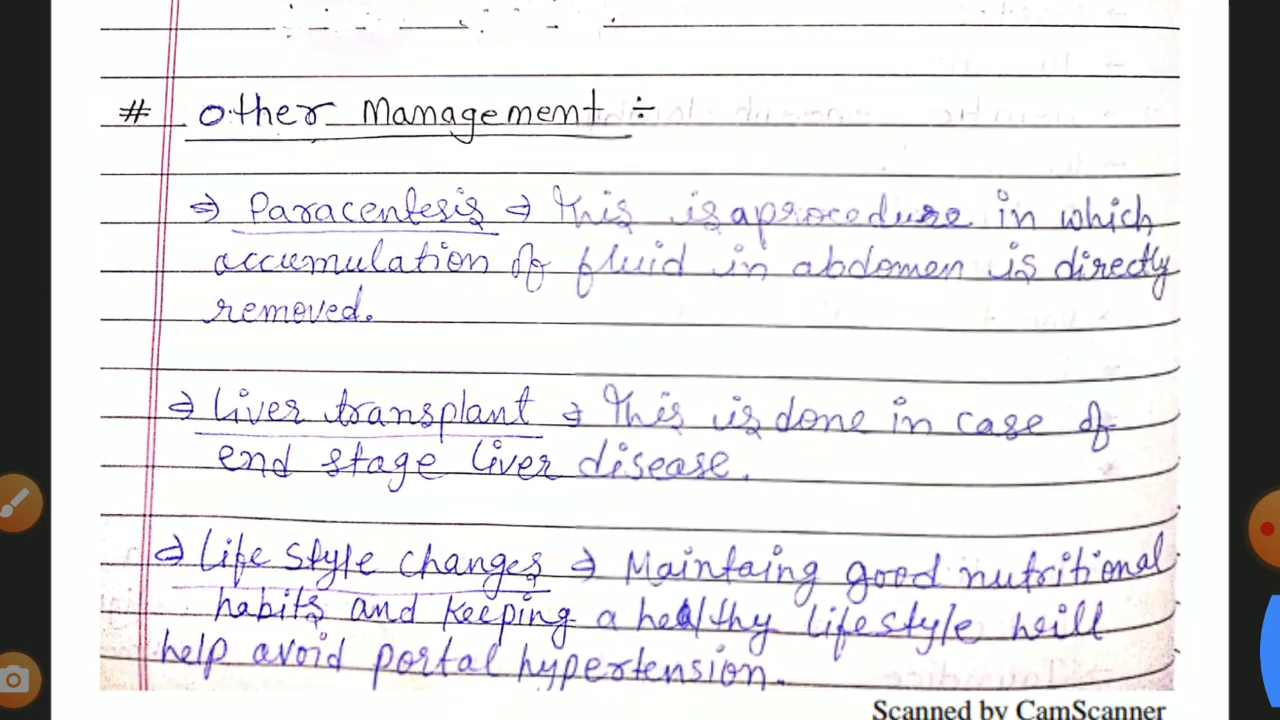 # Other Management ÷
⇒ Paracentesis ⇒ This is a procedure in which
accumulation of fluid in abdomen is directly
removed.
⇒ Liver transplant ⇒ This is done in case of
end stage liver disease.
⇒ Life style changes ⇒ Maintaing good nutritional
habits and keeping a healthy lifestyle will
help avoid portal hypertension.
Scanned by CamScanner